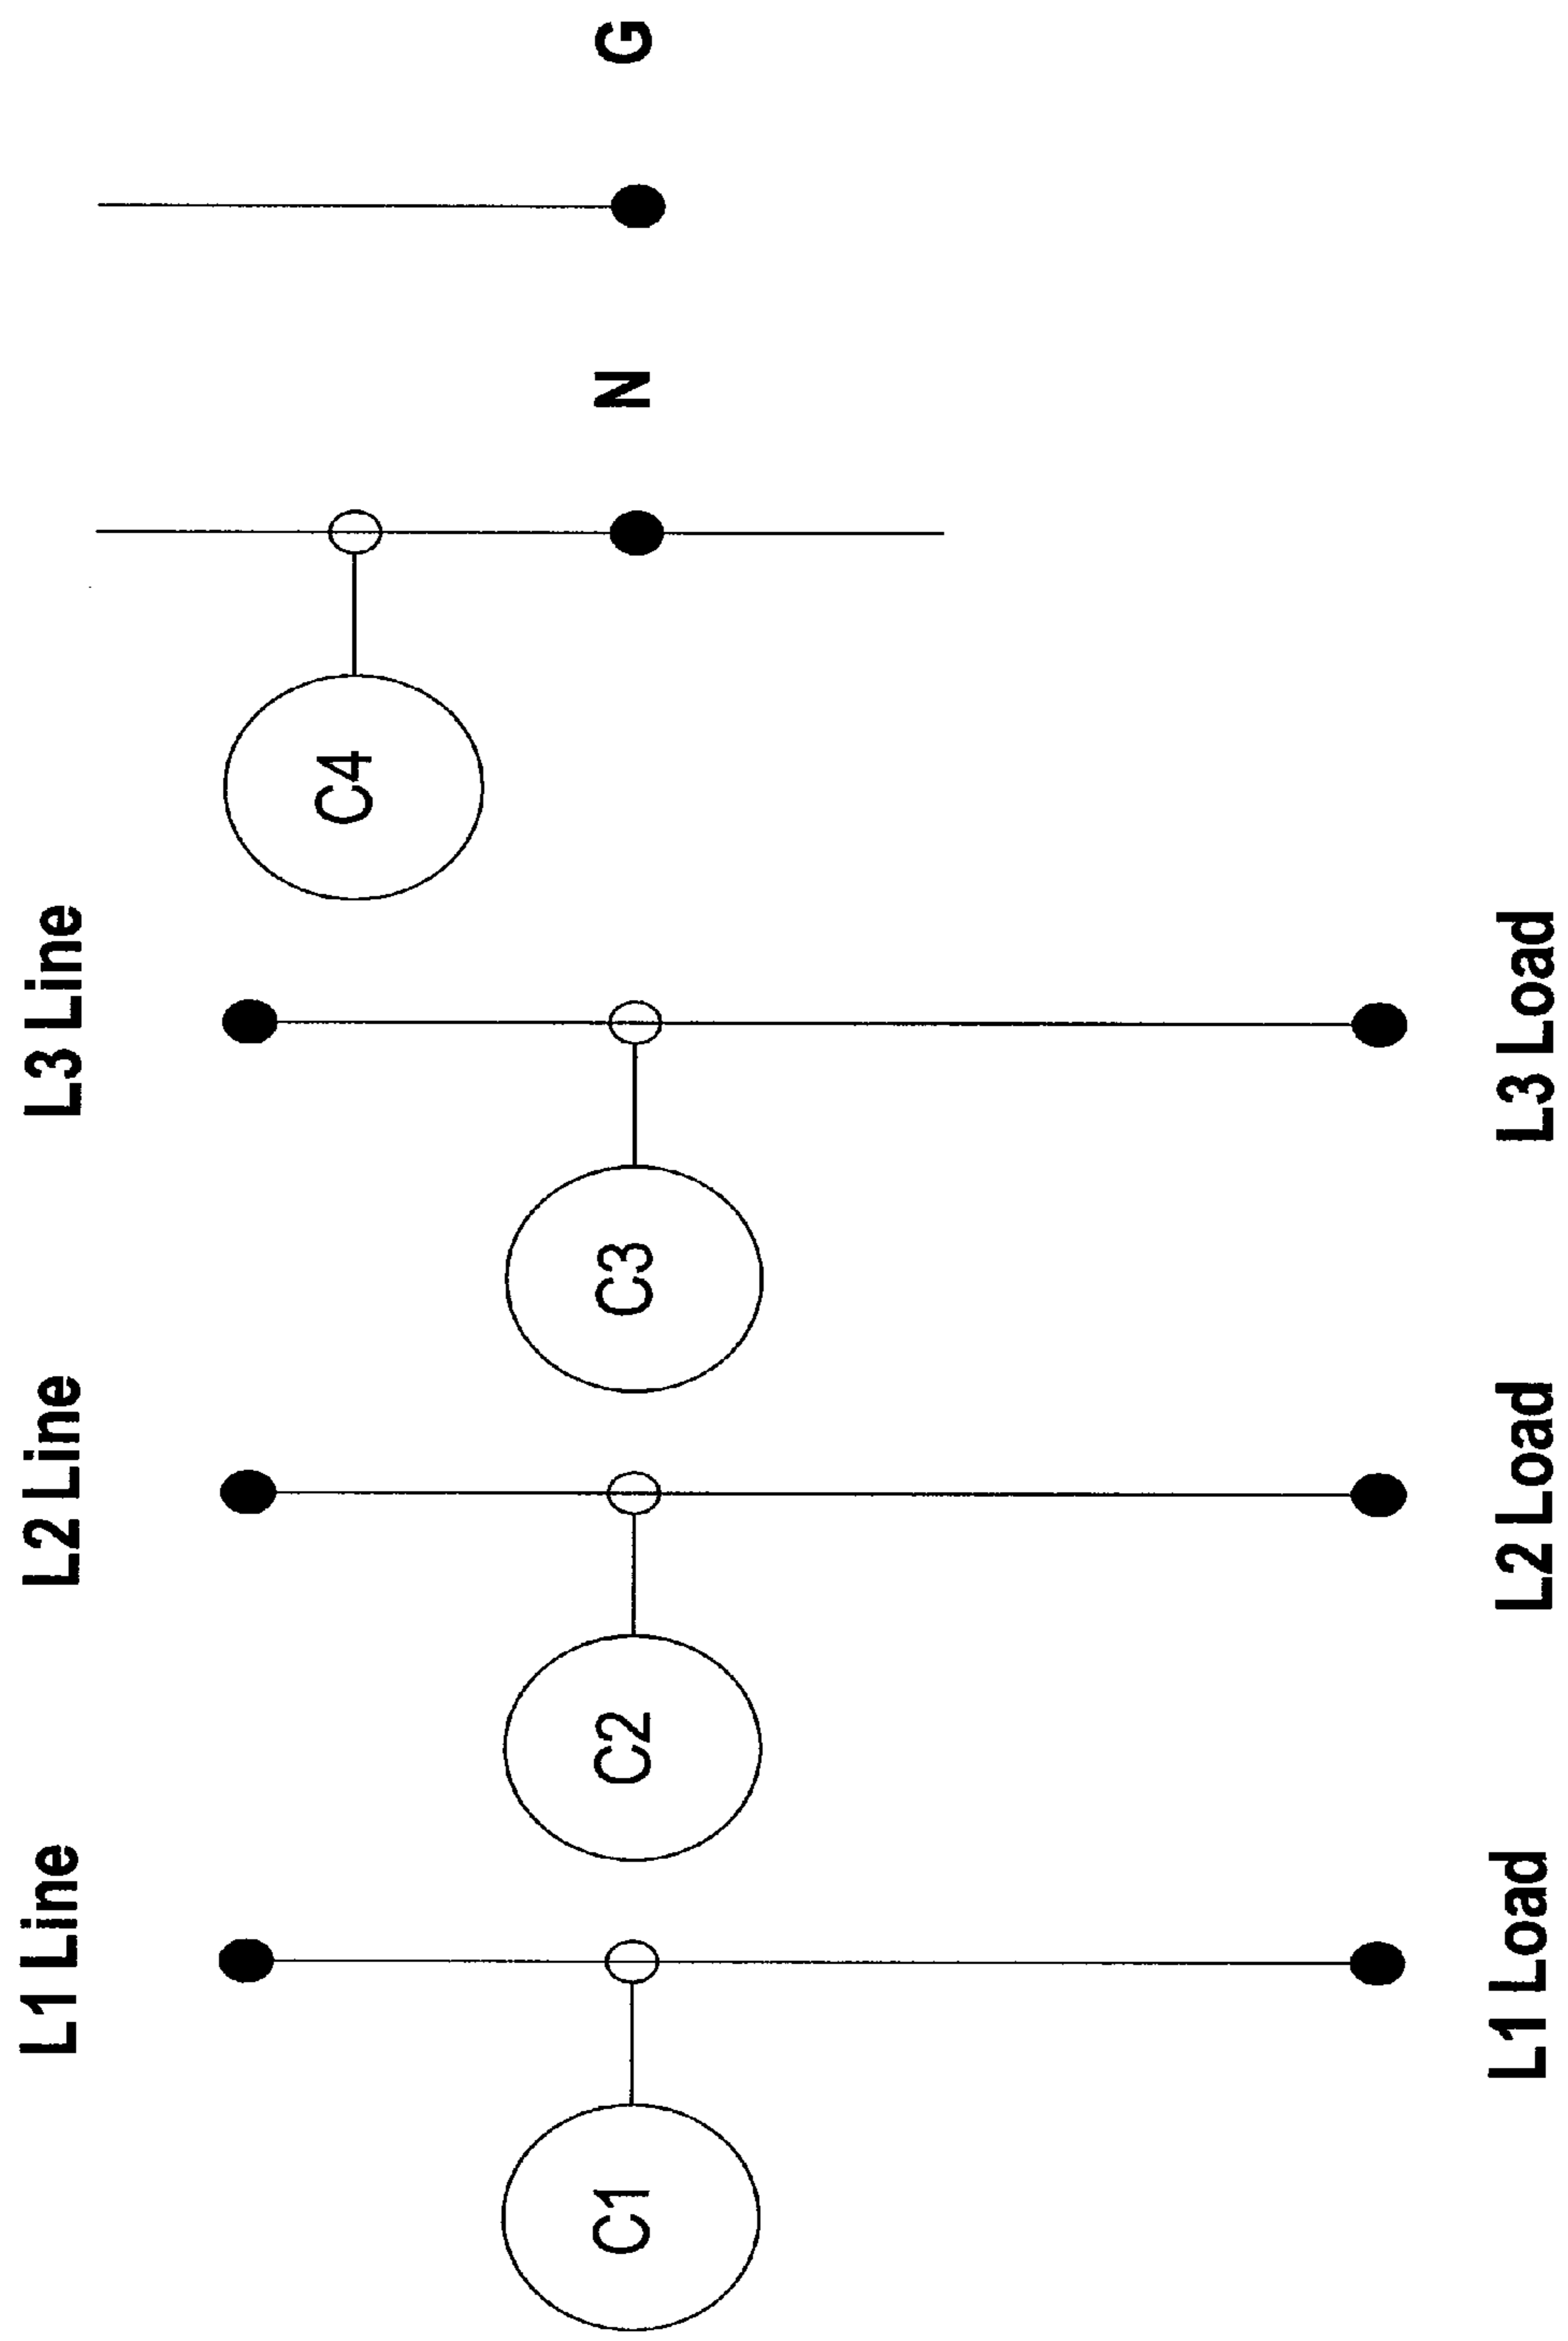 L1 Line
L2 Line
L3 Line
C1
C2
C3
C4
N
G
L1 Load
L2 Load
L3 Load